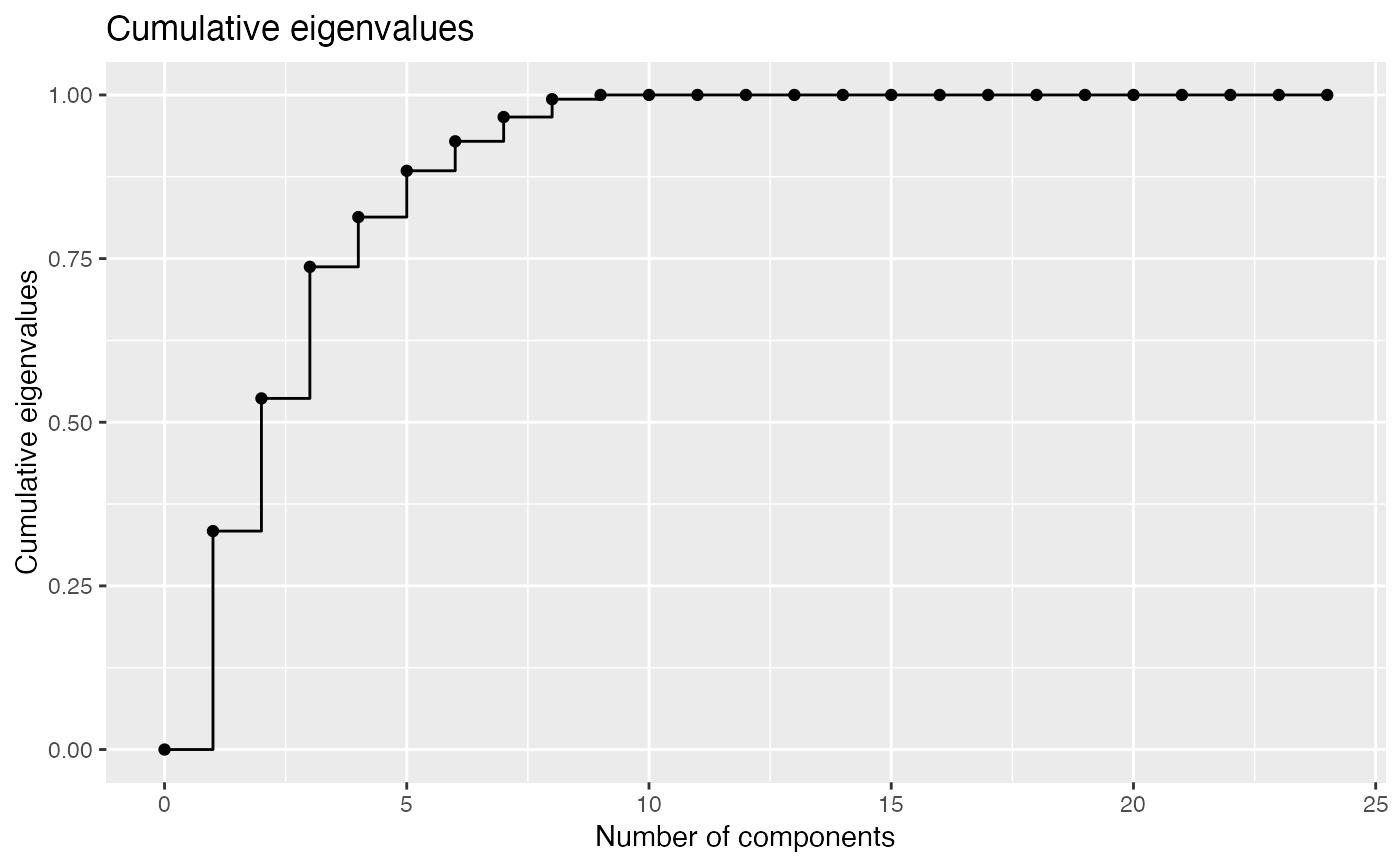 Cumulative eigenvalues
Cumulative eigenvalues
1.00
0.75
0.50
0.25
0.00
0 5 10 15 20 25
Number of components